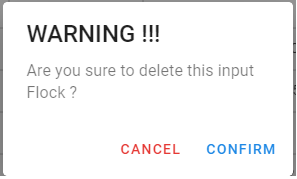 WARNING !!!
Are you sure to delete this input
Flock ?
CANCEL CONFIRM